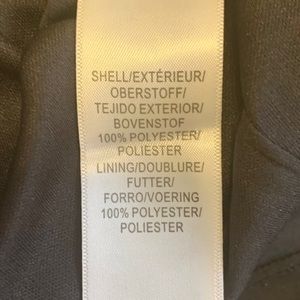 SHELL/EXTÉRIEUR/
OBERSTOFF/
TEJIDO EXTERIOR/
BOVENSTOF
100% POLYESTER/
POLIESTER
LINING/DOUBLURE/
FUTTER/
FORRO/VOERING
100% POLYESTER/
POLIESTER